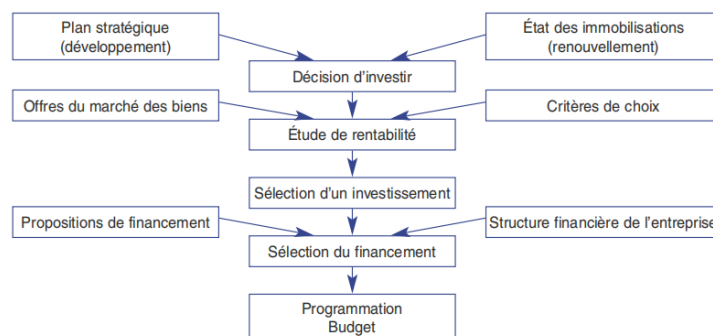 Plan stratégique
(développement)
État des immobilisations
(renouvellement)
Décision d'investir
Offres du marché des biens
Critères de choix
Étude de rentabilité
Sélection d'un investissement
Propositions de financement
Structure financière de l'entreprise
Sélection du financement
Programmation
Budget